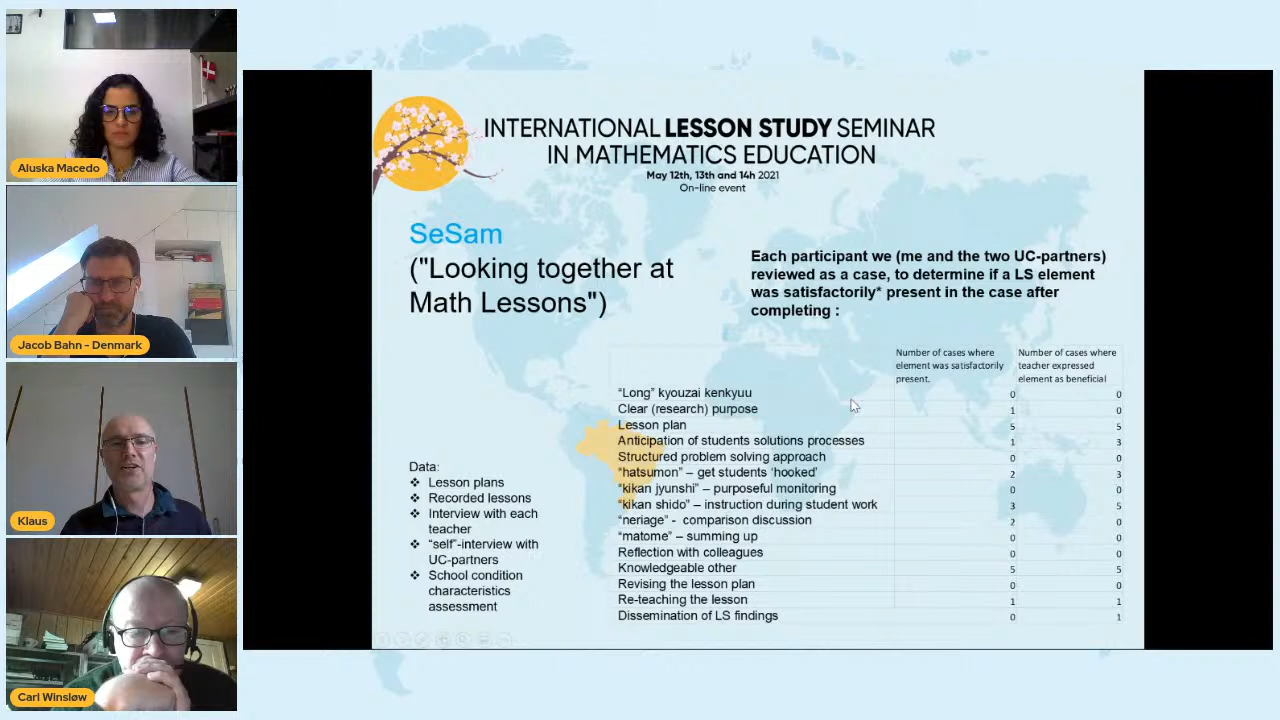 Aluska Macedo
Jacob Bahn - Denmark
Klaus
Carl Winsløw
INTERNATIONAL LESSON STUDY SEMINAR
IN MATHEMATICS EDUCATION
May 12th, 13th and 14h 2021
On-line event
SeSam
("Looking together at
Math Lessons")
Each participant we (me and the two UC-partners)
reviewed as a case, to determine if a LS element
was satisfactorily* present in the case after
completing :
Data:
❖ Lesson plans
❖ Recorded lessons
❖ Interview with each
teacher
❖ “self”-interview with
UC-partners
❖ School condition
characteristics
assessment
Number of cases where
element was satisfactorily
present.
Number of cases where
teacher expressed
element as beneficial
“Long” kyouzai kenkyuu 0 0
Clear (research) purpose 1 0
Lesson plan 5 5
Anticipation of students solutions processes 1 3
Structured problem solving approach 0 0
“hatsumon” – get students ‘hooked’ 2 3
“kikan jyunshi” – purposeful monitoring 0 0
“kikan shido” – instruction during student work 3 5
“neriage” - comparison discussion 2 0
“matome” – summing up 0 0
Reflection with colleagues 0 0
Knowledgeable other 5 5
Revising the lesson plan 0 0
Re-teaching the lesson 1 1
Dissemination of LS findings 0 1